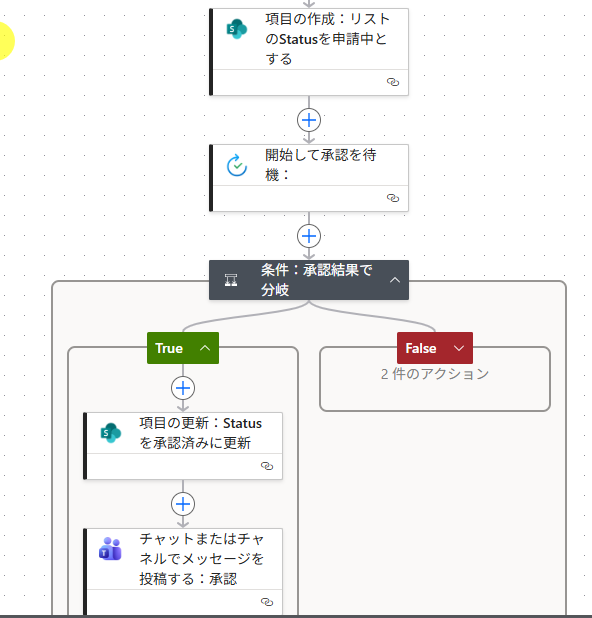 項目の作成：リスト
のStatusを申請中と
する
開始して承認を待
機：
条件：承認結果で
分岐
True
False
2 件のアクション
項目の更新：Status
を承認済みに更新
チャットまたはチャ
ネルでメッセージを
投稿する：承認